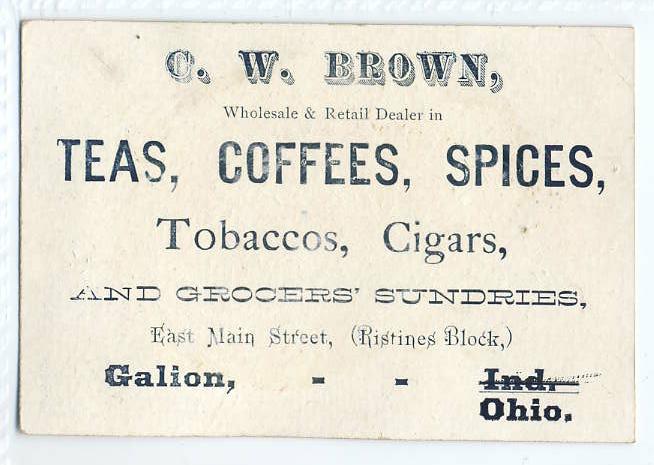 C. W. BROWN,
Wholesale & Retail Dealer in
TEAS, COFFEES, SPICES,
Tobaccos, Cigars,
AND GROCERS' SUNDRIES,
East Main Street, (Ristines Block,)
Galion, - - Ind.
Ohio.